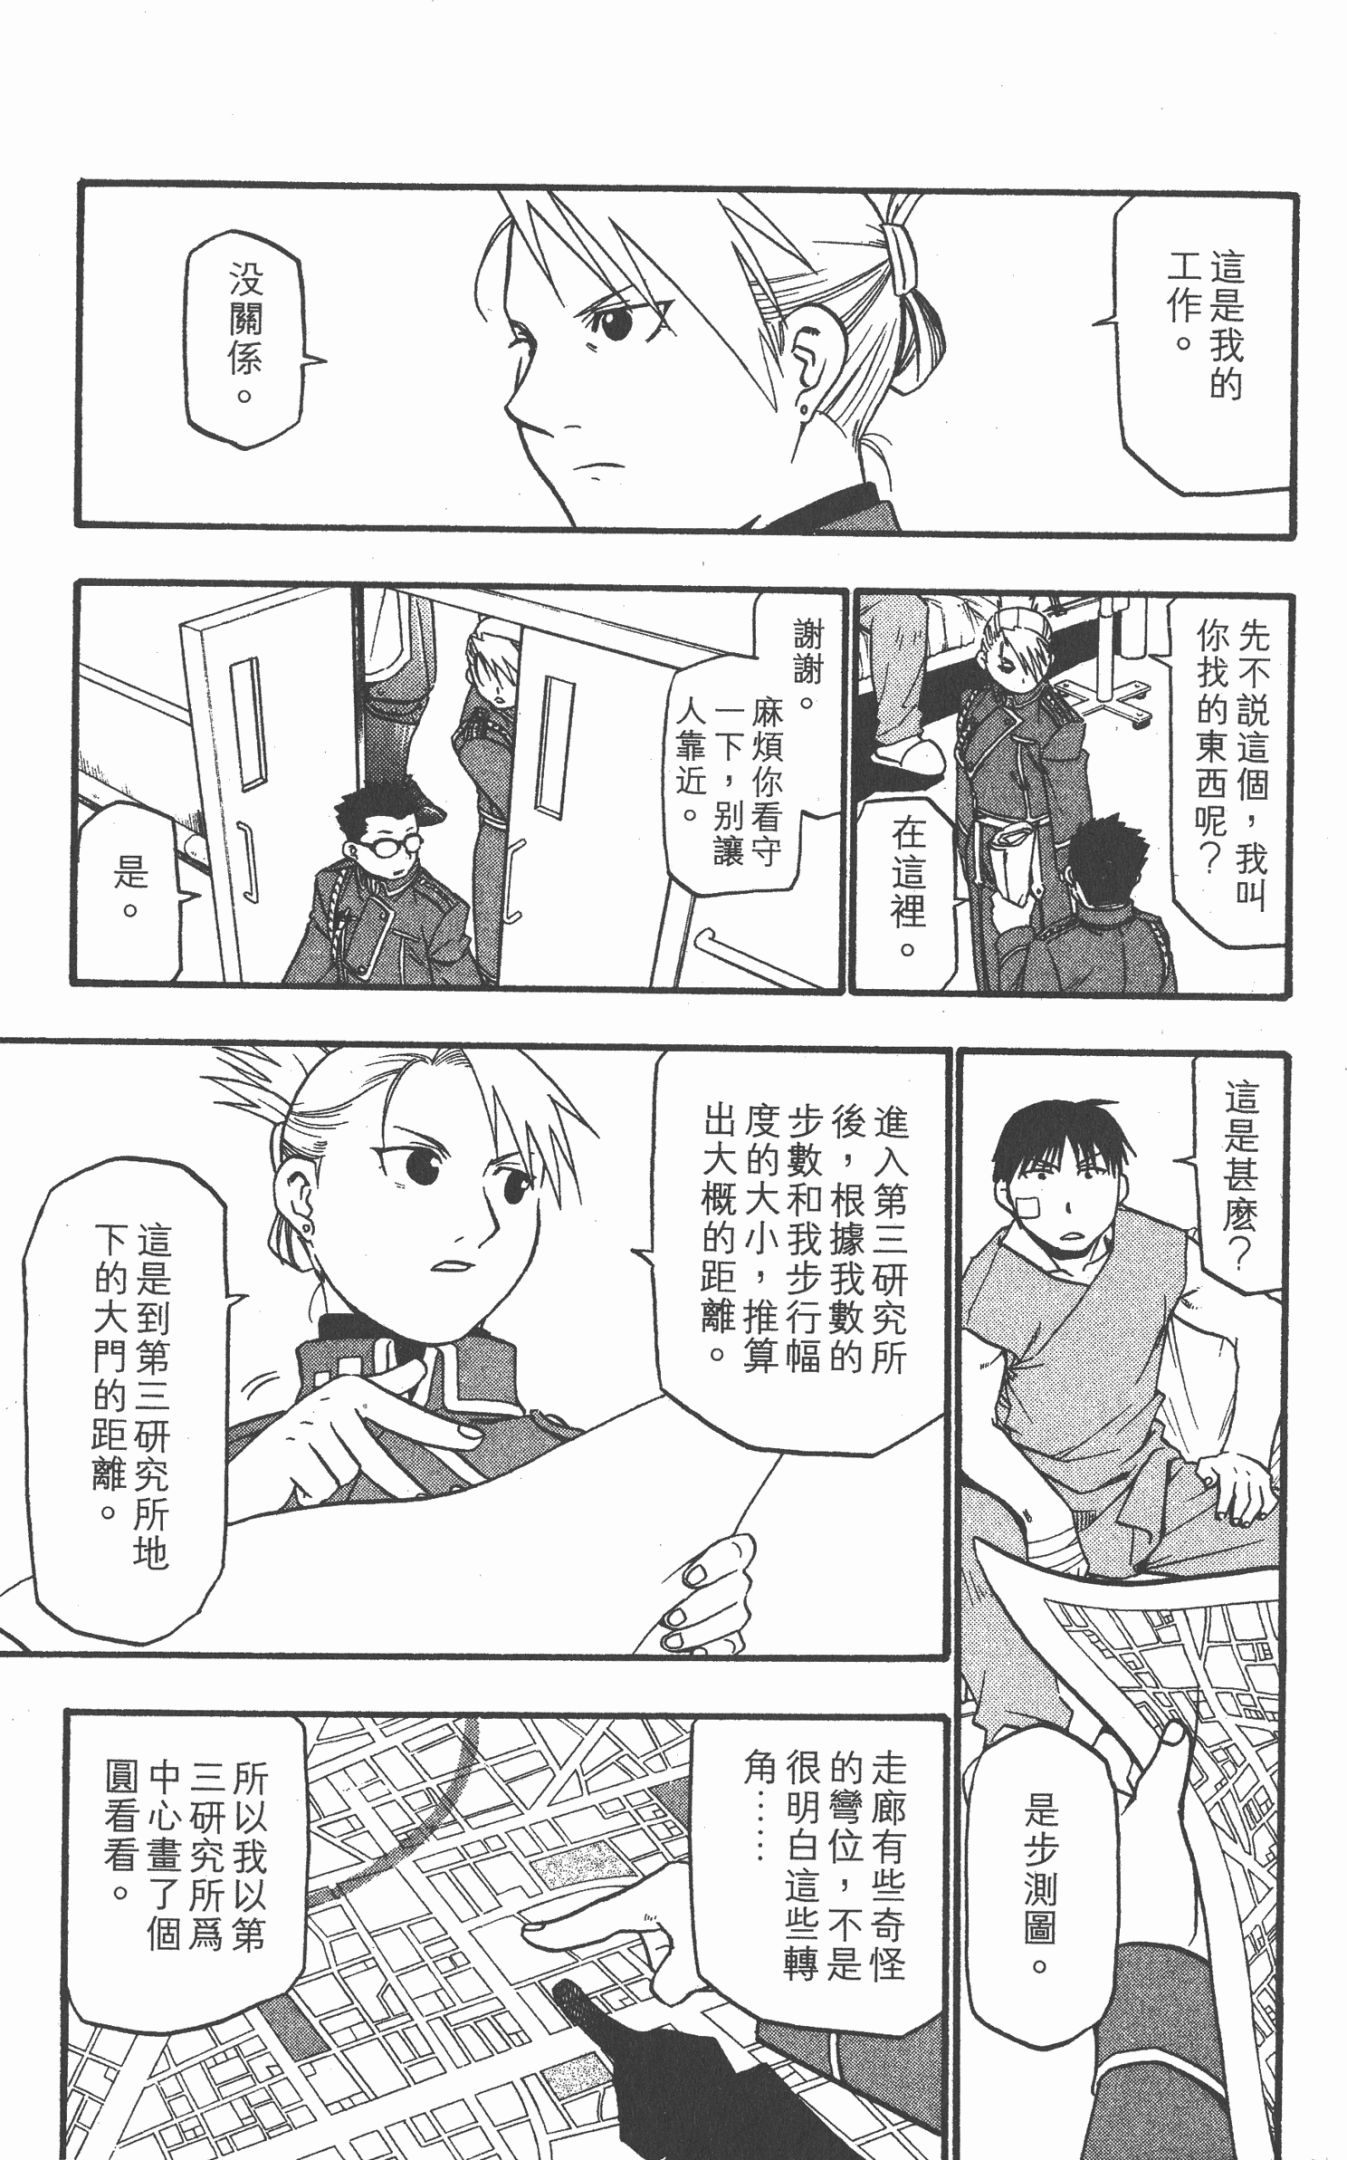 這是我的
工作。
没關係。
先不說這個，我叫
你找的東西呢？
在這裡。
謝謝。
麻煩你看守
一下，別讓
人靠近。
是。
這是甚麼？
是步測圖。
進入第三研究所
後，根據我數的
步數和我步行幅
度的大小，推算
出大概的距離。
這是到第三研究所地
下的大門的距離。
走廊有些奇怪
的彎位，不是
很明白這些轉
角……
所以我以第
三研究所爲
中心畫了個
圓看看。